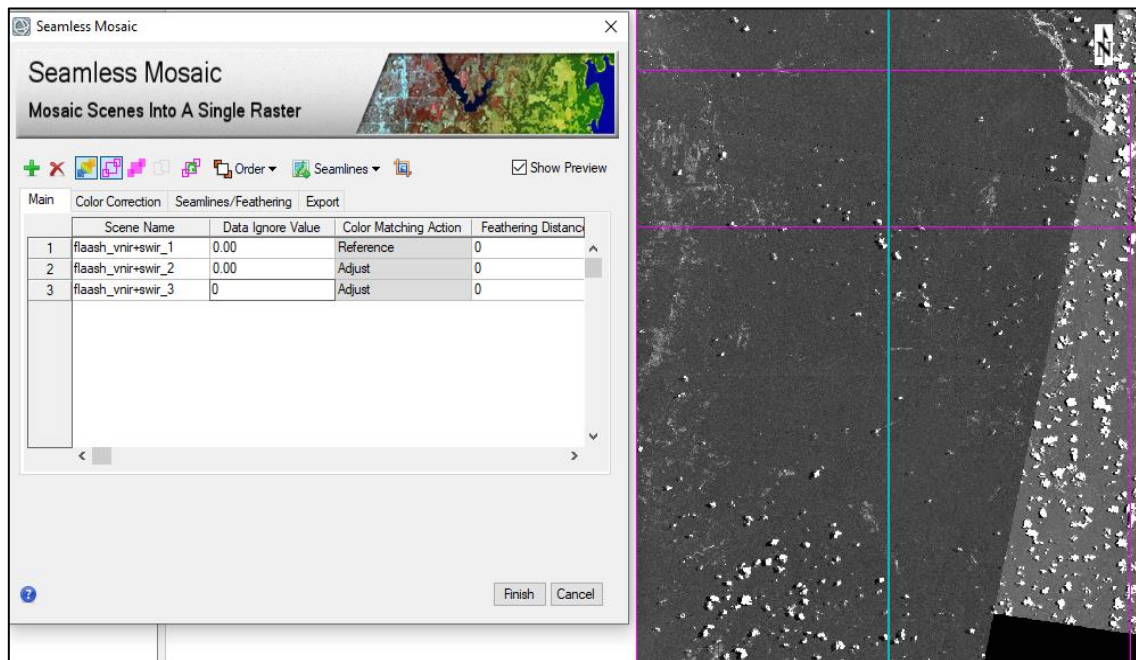 Seamless Mosaic
Seamless Mosaic
Mosaic Scenes Into A Single Raster
Order Seamlines Show Preview
Main Color Correction Seamlines/Feathering Export
Scene Name Data Ignore Value Color Matching Action Feathering Distanc
1 flaash_vnir+swir_1 0.00 Reference 0
2 flaash_vnir+swir_2 0.00 Adjust 0
3 flaash_vnir+swir_3 0 Adjust 0
Finish Cancel
N